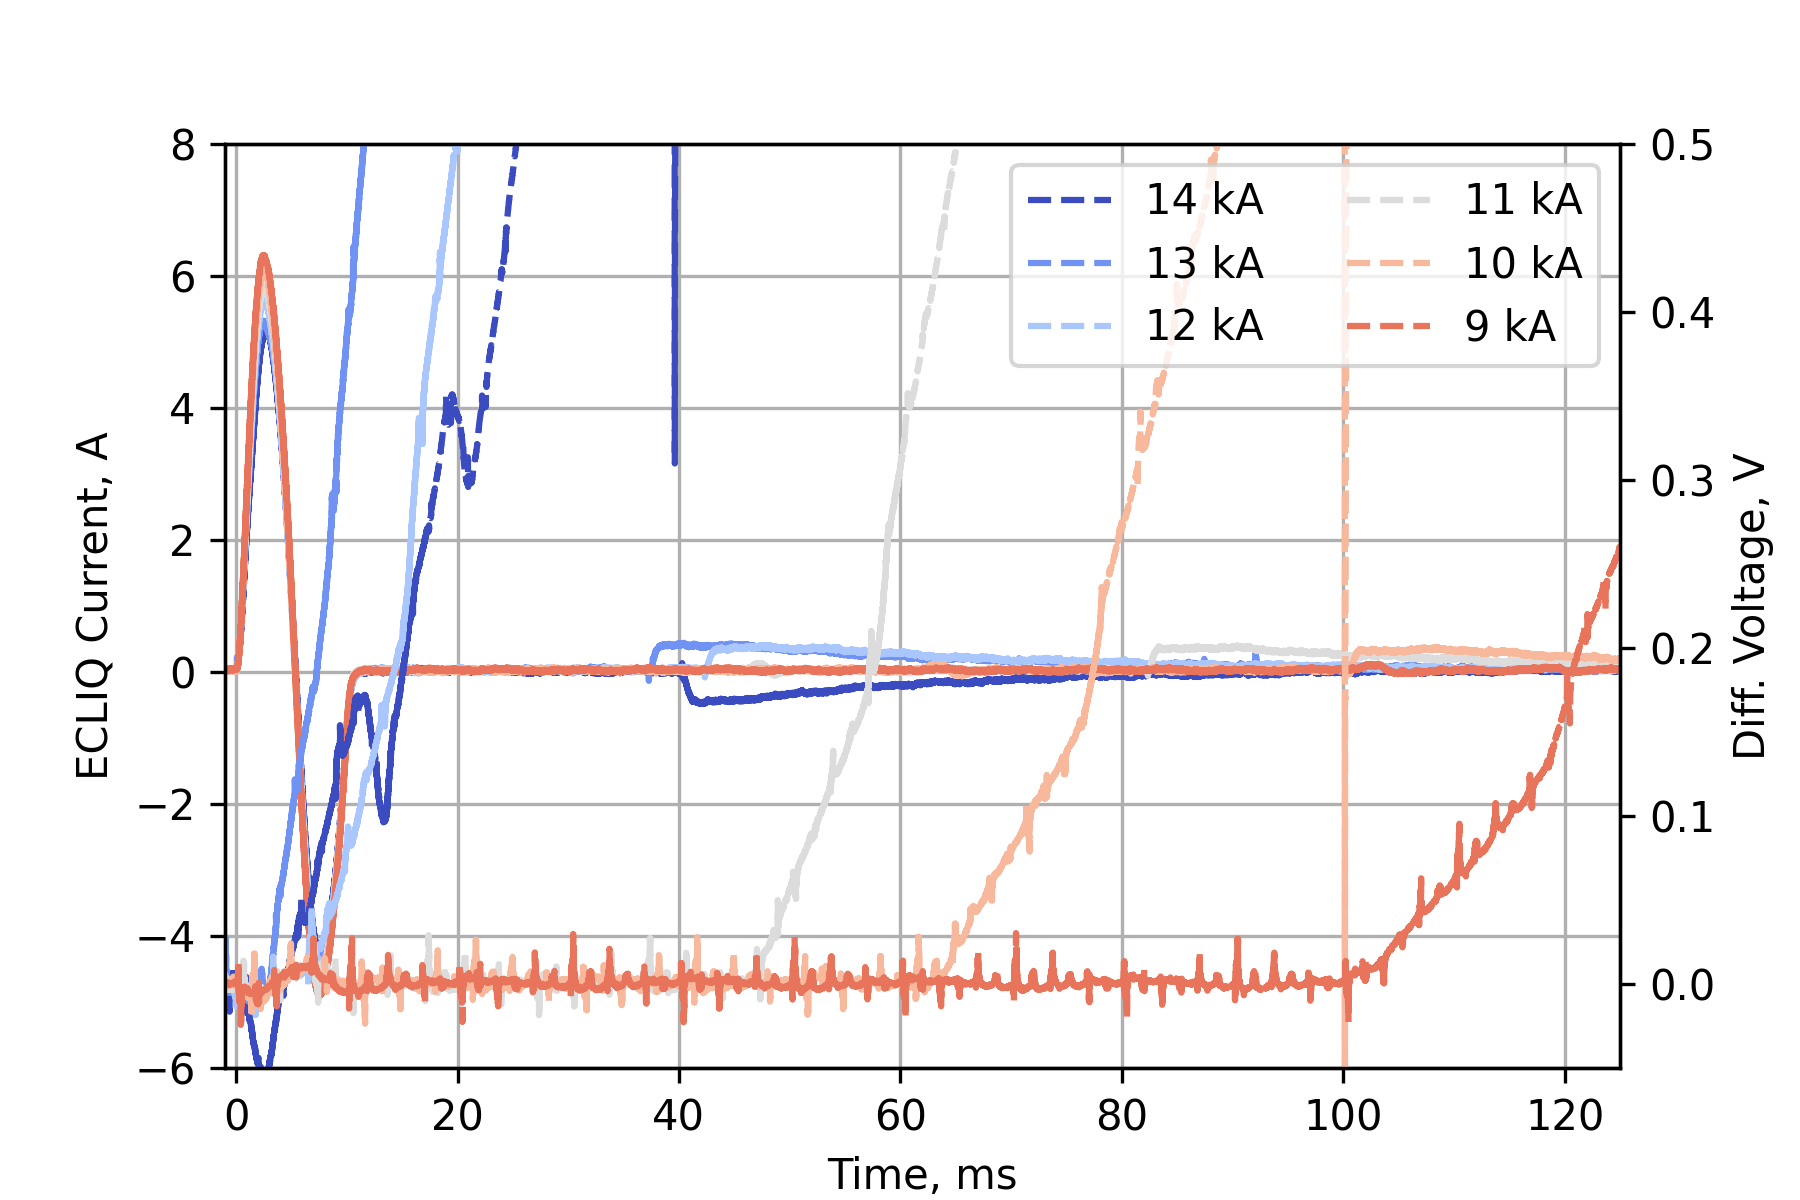 8
6
4
2
0
−2
−4
−6
ECLIQ Current, A
0.5
0.4
0.3
0.2
0.1
0.0
Diff. Voltage, V
14 kA
13 kA
12 kA
11 kA
10 kA
9 kA
0 20 40 60 80 100 120
Time, ms